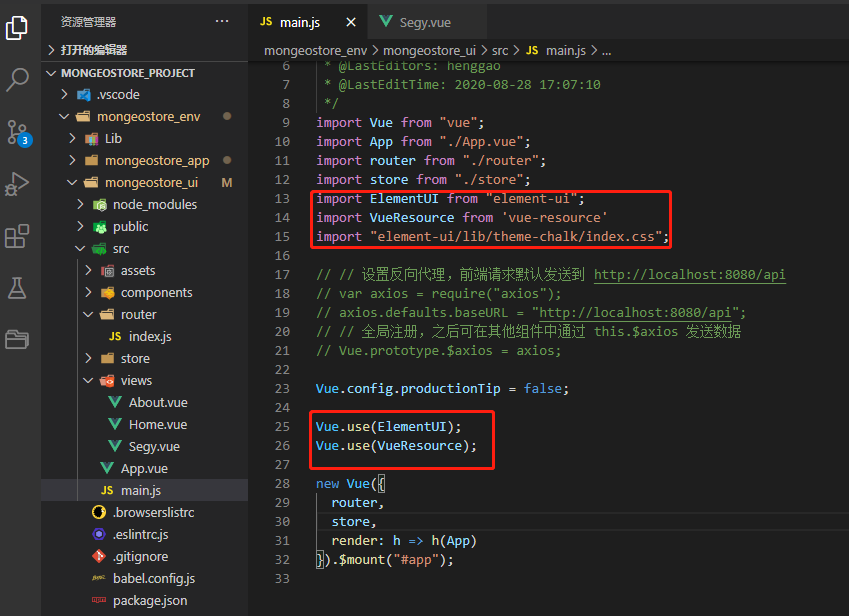 资源管理器
打开的编辑器
MONGEOSTORE_PROJECT
.vscode
mongeostore_env
Lib
mongeostore_app
mongeostore_ui M
node_modules
public
src
assets
components
router
JS index.js
store
views
About.vue
Home.vue
Segy.vue
App.vue
JS main.js
.browserslistrc
.eslintrc.js
.gitignore
babel.config.js
package.json
3
JS main.js
Segy.vue
mongeostore_env > mongeostore_ui > src > JS main.js > ...
6 * @LastEditors: henggao
7 * @LastEditTime: 2020-08-28 17:07:10
8 */
9 import Vue from "vue";
10 import App from "./App.vue";
11 import router from "./router";
12 import store from "./store";
13 import ElementUI from "element-ui";
14 import VueResource from 'vue-resource'
15 import "element-ui/lib/theme-chalk/index.css";
16
17 // // 设置反向代理，前端请求默认发送到 http://localhost:8080/api
18 // var axios = require("axios");
19 // axios.defaults.baseURL = "http://localhost:8080/api";
20 // // 全局注册，之后可在其他组件中通过 this.$axios 发送数据
21 // Vue.prototype.$axios = axios;
22
23 Vue.config.productionTip = false;
24
25 Vue.use(ElementUI);
26 Vue.use(VueResource);
27
28 new Vue({
29 router,
30 store,
31 render: h => h(App)
32 }).$mount("#app");
33